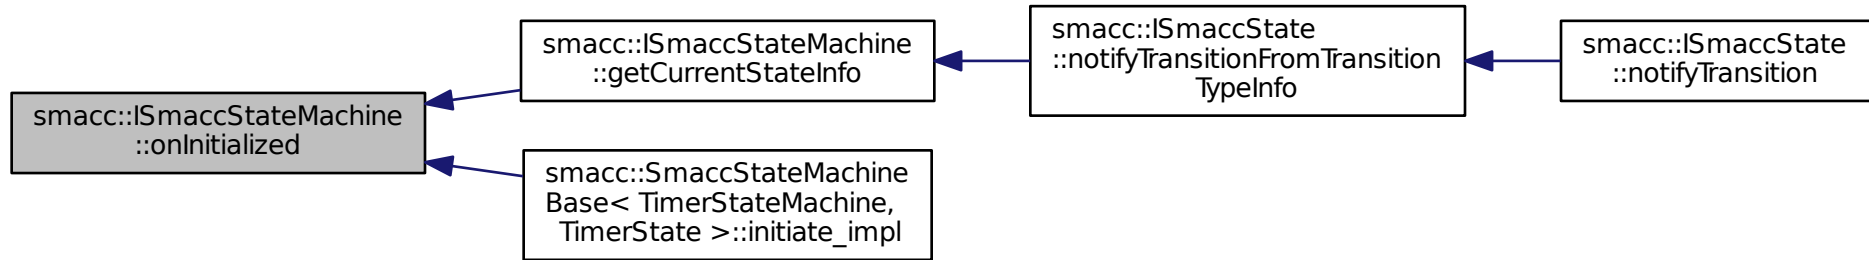 smacc::ISmaccStateMachine
::onInitialized
smacc::ISmaccStateMachine
::getCurrentStateInfo
smacc::SmaccStateMachine
Base< TimerStateMachine,
TimerState >::initiate_impl
smacc::ISmaccState
::notifyTransitionFromTransition
TypeInfo
smacc::ISmaccState
::notifyTransition